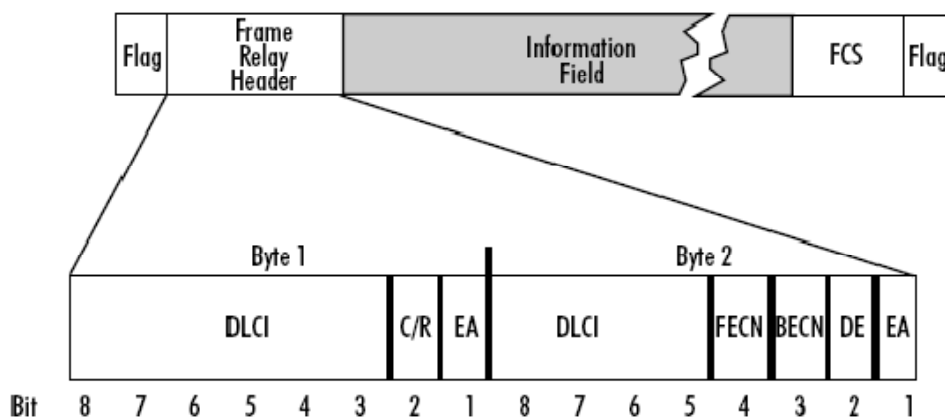 Flag
Frame
Relay
Header
Information
Field
FCS
Flag
Byte 1
Byte 2
DLCI
C/R
EA
DLCI
FECN
BECN
DE
EA
Bit 8 7 6 5 4 3 2 1 8 7 6 5 4 3 2 1